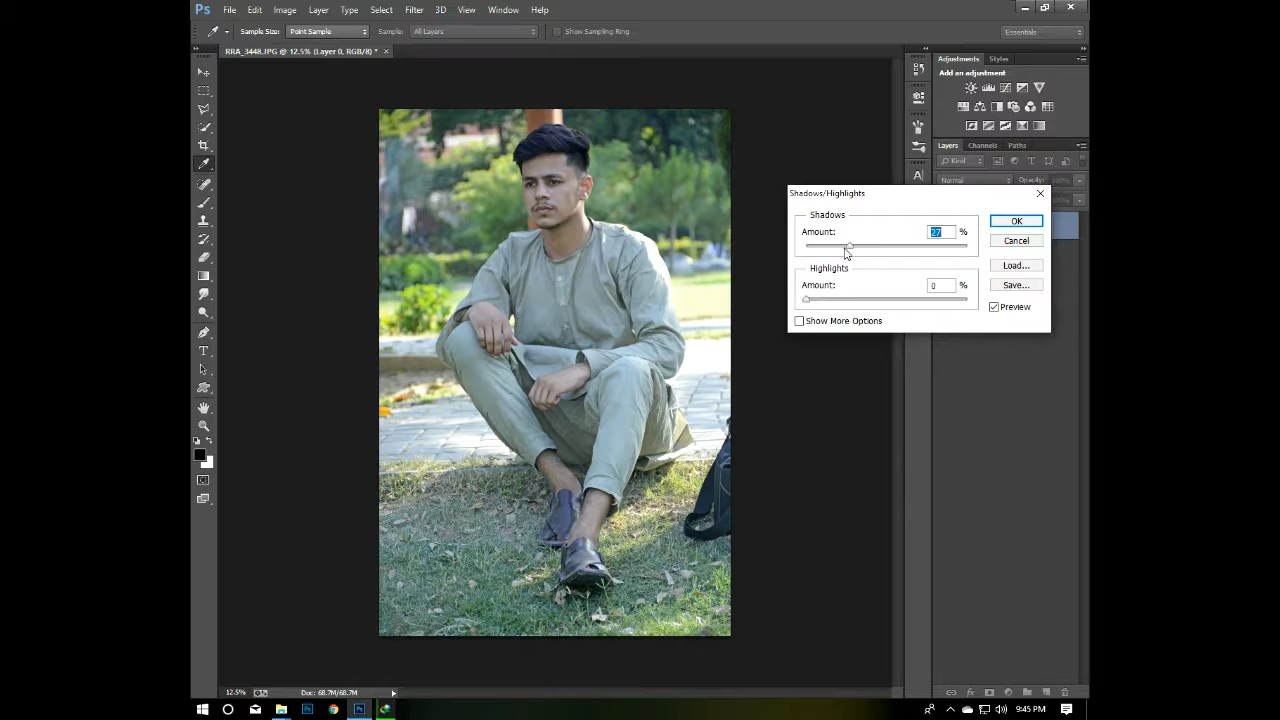 Ps File Edit Image Layer Type Select Filter 3D View Window Help
Sample Size: Point Sample Sample: All Layers Show Sampling Ring Essentials
RRA_3448.JPG @ 12.5% (Layer 0, RGB/8) *
Adjustments Styles
Add an adjustment
Layers Channels Paths
Kind
Normal Opacity: 100%
Shadows/Highlights
Shadows
Amount: 27 %
OK
Cancel
Highlights
Load...
Amount: 0 %
Save...
Preview
Show More Options
12.5% Doc: 68.7M/68.7M
9:45 PM